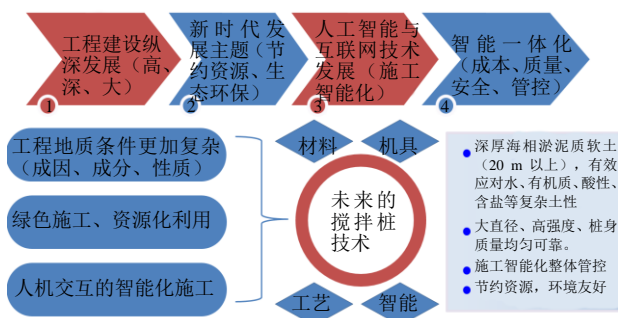 工程建设纵
深发展（高、
深、大）
1
新时代发
展主题（节
约资源、生
态环保）
2
人工智能与
互联网技术
发展（施工
智能化）
3
智能一体化
（成本、质量、
安全、管控）
4
工程地质条件更加复杂
（成因、成分、性质）
绿色施工、资源化利用
人机交互的智能化施工
材料
机具
未来的
搅拌桩
技术
工艺
智能
深厚海相淤泥质软土
（20 m 以上），有效
应对水、有机质、酸性、
含盐等复杂土性
大直径、高强度、桩身
质量均匀可靠。
施工智能化整体管控
节约资源，环境友好